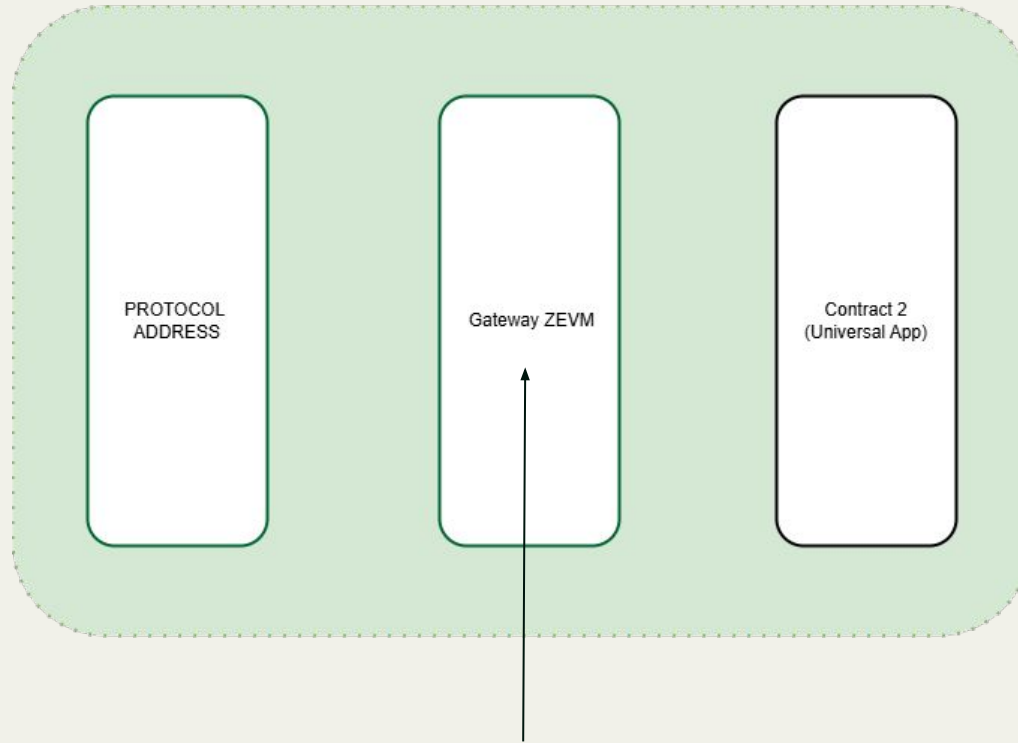 PROTOCOL
ADDRESS
Gateway ZEVM
Contract 2
(Universal App)